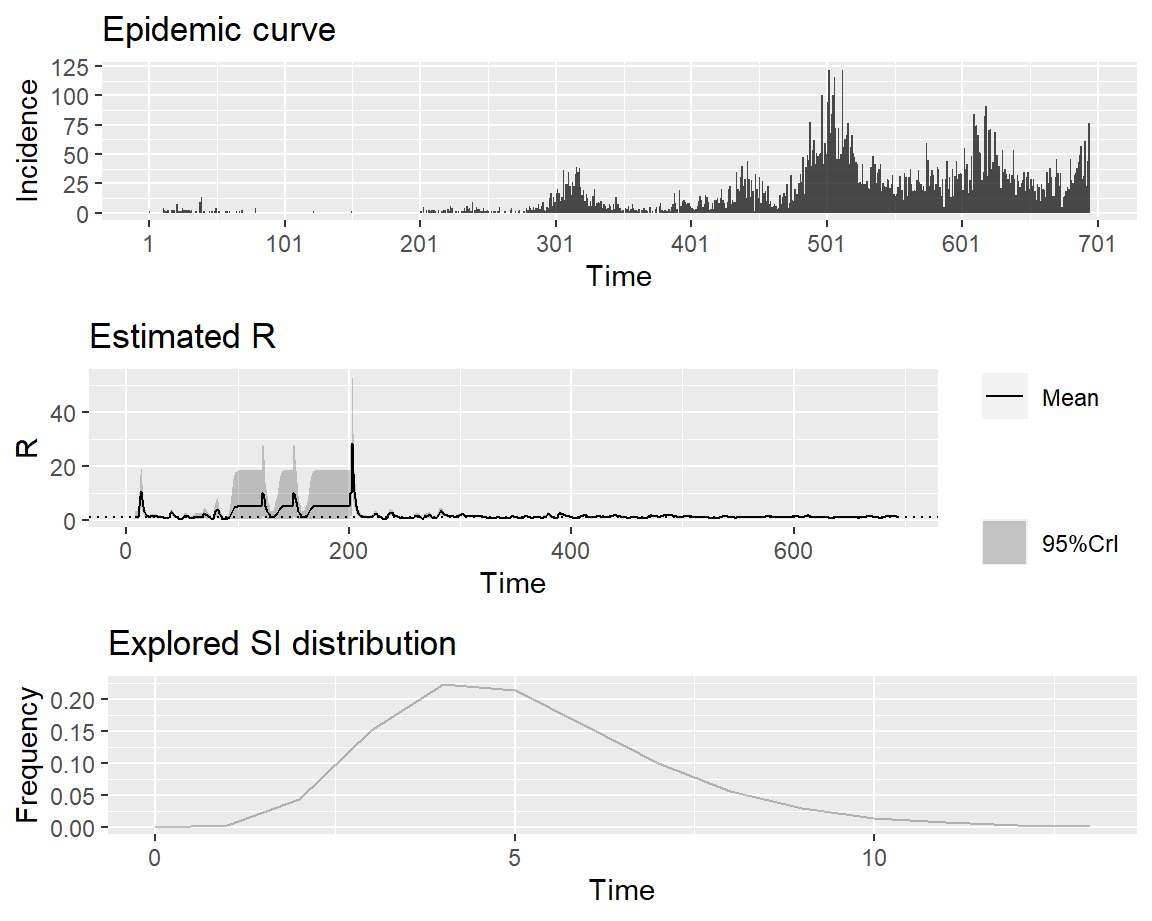 Epidemic curve
125
100
75
50
25
0
Incidence
1 101 201 301 401 501 601 701
Time
Estimated R
40
20
0
R
0 200 400 600
Time
Mean
95%CrI
Explored SI distribution
0.20
0.15
0.10
0.05
0.00
Frequency
0 5 10
Time